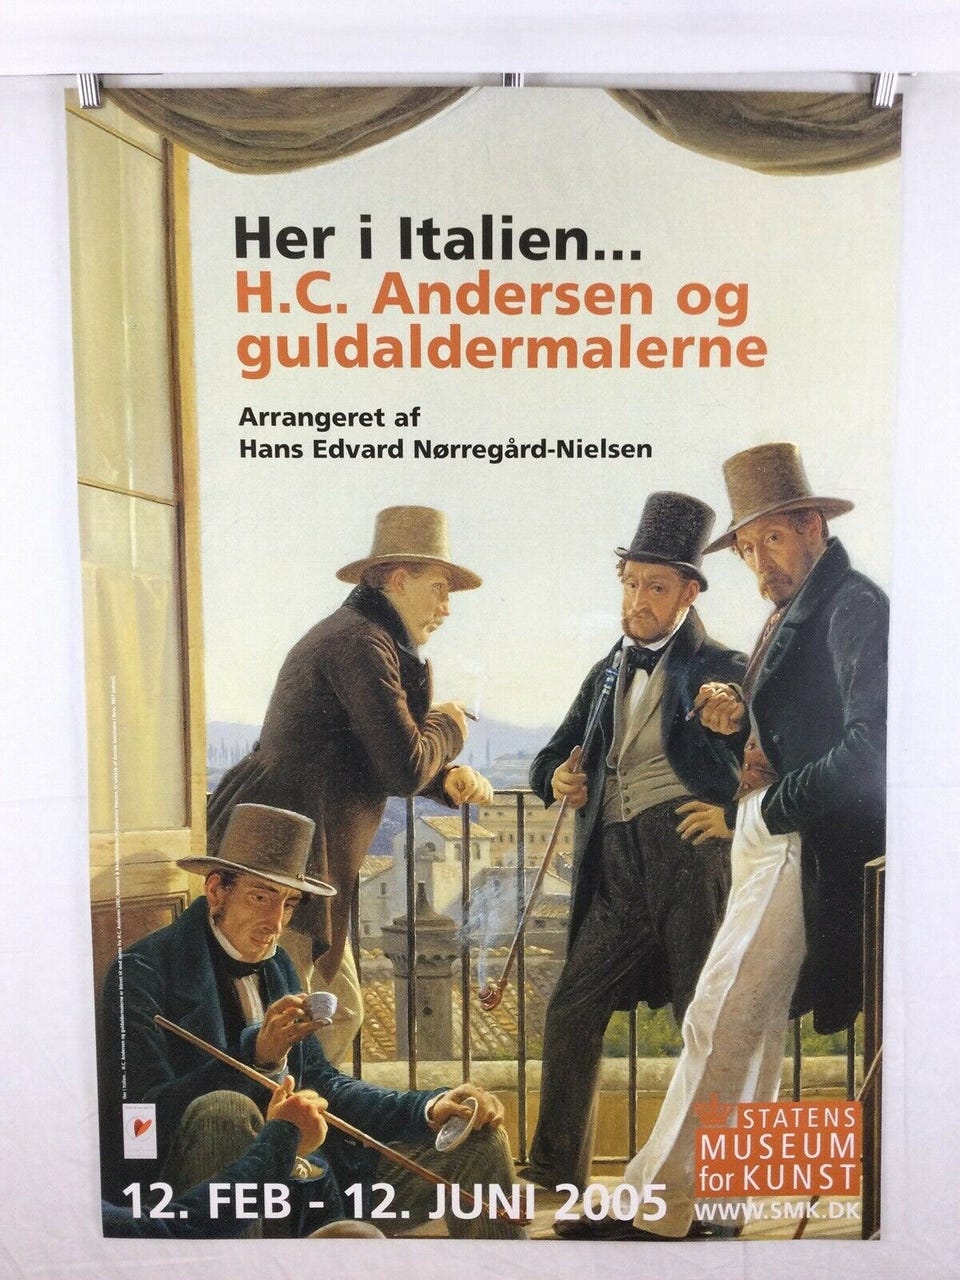 Her i Italien...
H.C. Andersen og
guldaldermalerne
Arrangeret af
Hans Edvard Nørregård-Nielsen
12. FEB - 12. JUNI 2005
STATENS
MUSEUM
for KUNST
WWW.SMK.DK